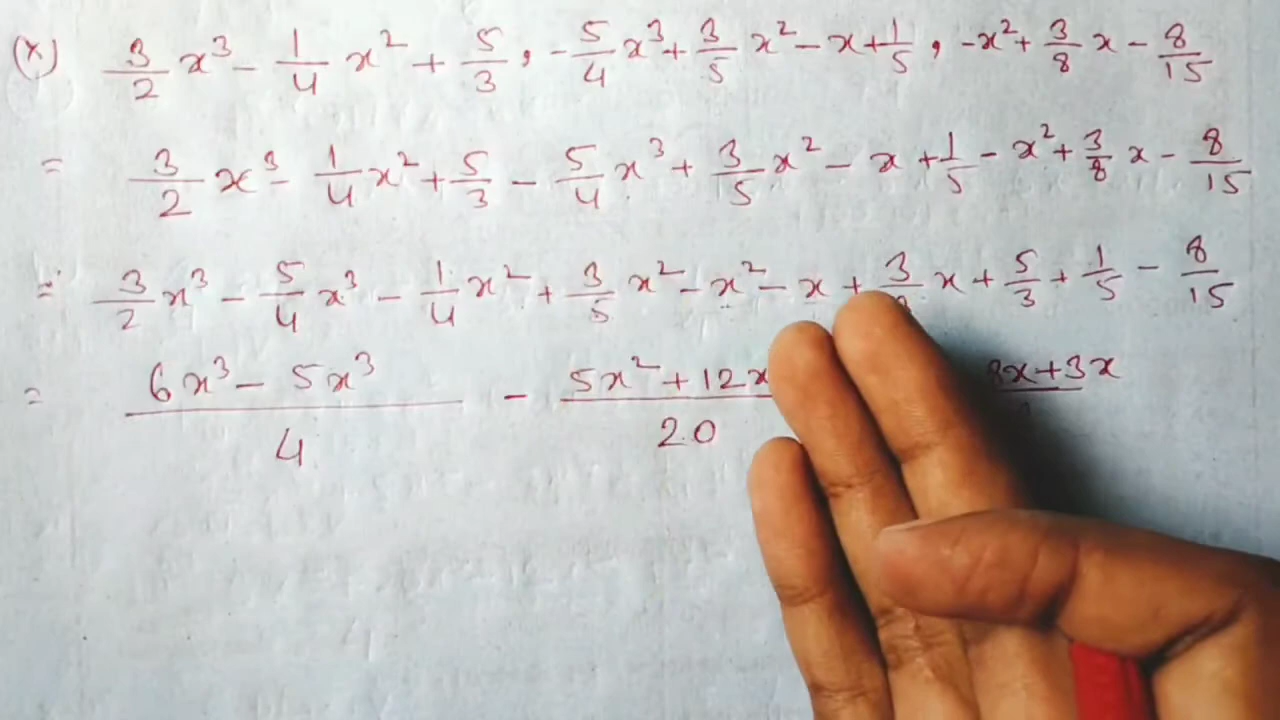 (x) 3/2 x³ - 1/4 x² + 5/3 , - 5/4 x³ + 3/5 x² - x + 1/5 , -x² + 3/8 x - 8/15
= 3/2 x³ - 1/4 x² + 5/3 - 5/4 x³ + 3/5 x² - x + 1/5 - x² + 3/8 x - 8/15
= 3/2 x³ - 5/4 x³ - 1/4 x² + 3/5 x² - x² - x + 3 x + 5/3 + 1/5 - 8/15
= 6x³ - 5x³/4 - 5x² + 12x/20 8x + 3x